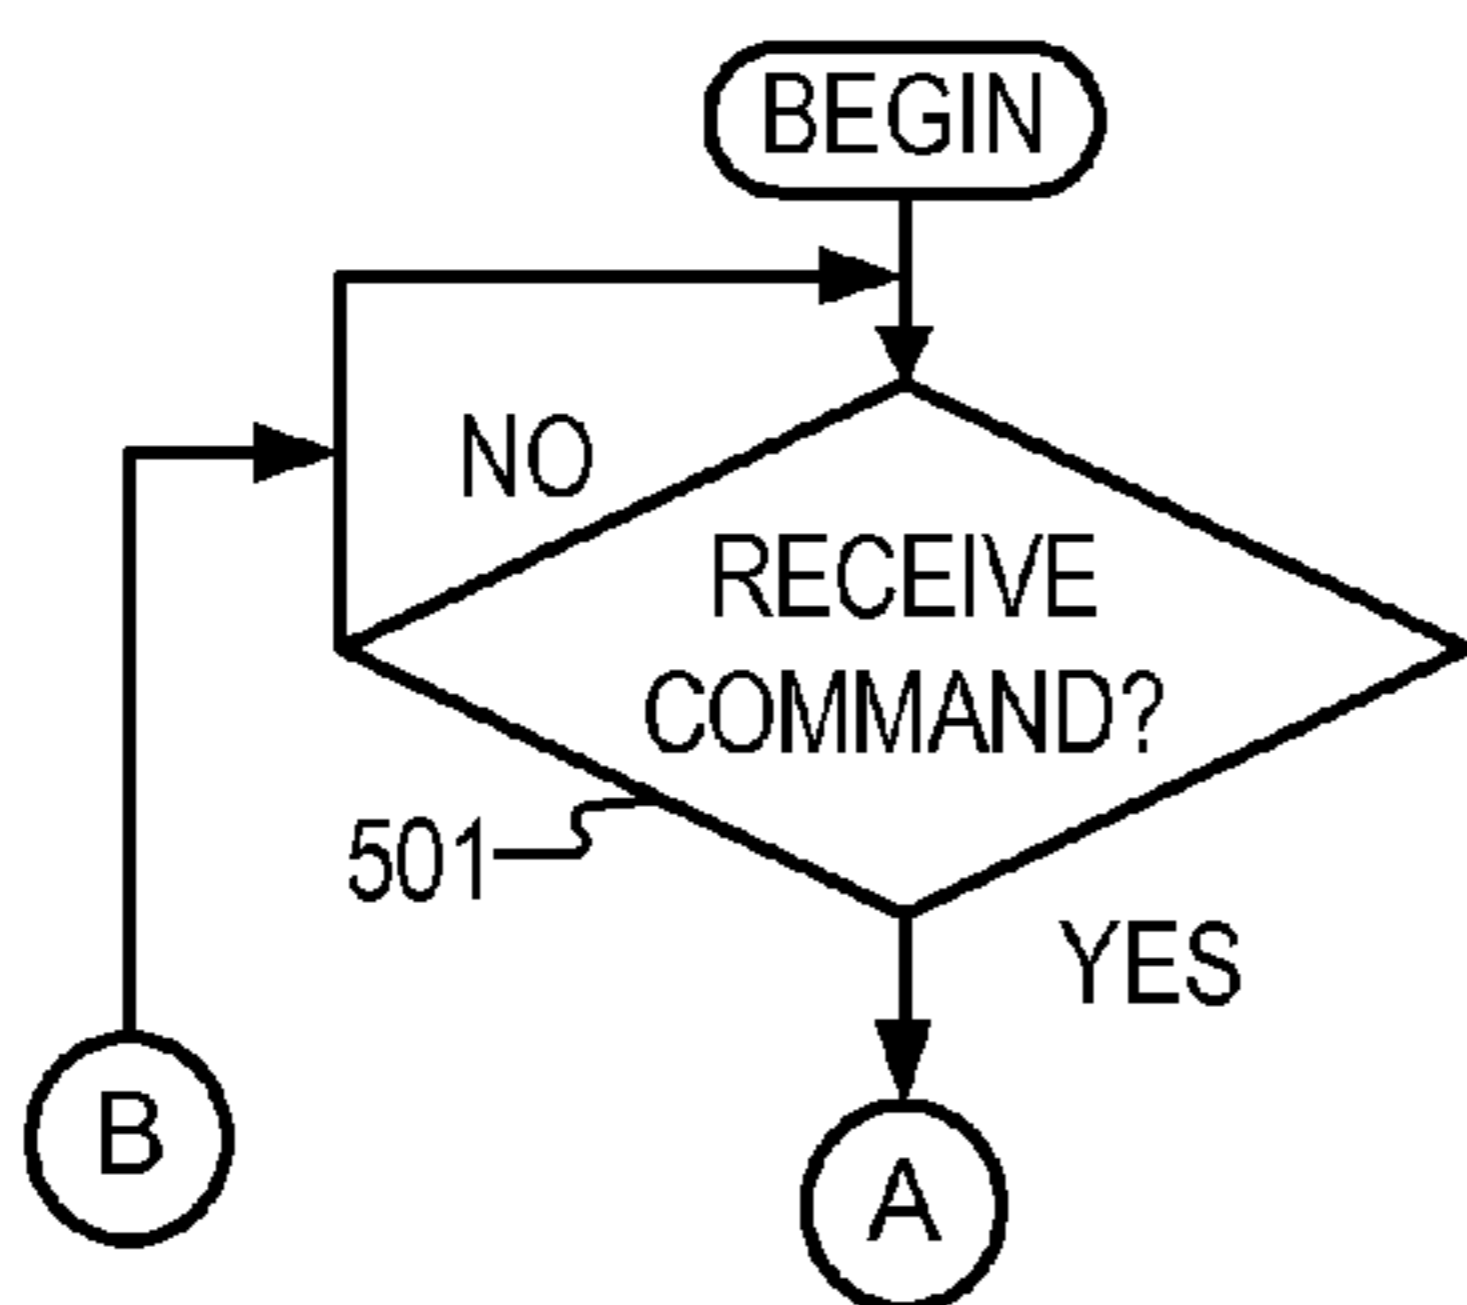 BEGIN
NO
RECEIVE
COMMAND?
501
YES
B
A